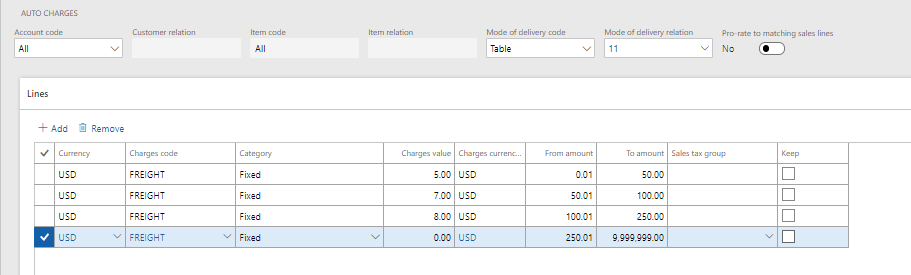 AUTO CHARGES
Account code Customer relation Item code Item relation Mode of delivery code Mode of delivery relation Pro-rate to matching sales lines
All All Table 11 No
Lines
Add Remove
Currency Charges code Category Charges value Charges currenc... From amount To amount Sales tax group Keep
USD FREIGHT Fixed 5.00 USD 0.01 50.00
USD FREIGHT Fixed 7.00 USD 50.01 100.00
USD FREIGHT Fixed 8.00 USD 100.01 250.00
USD FREIGHT Fixed 0.00 USD 250.01 9,999,999.00